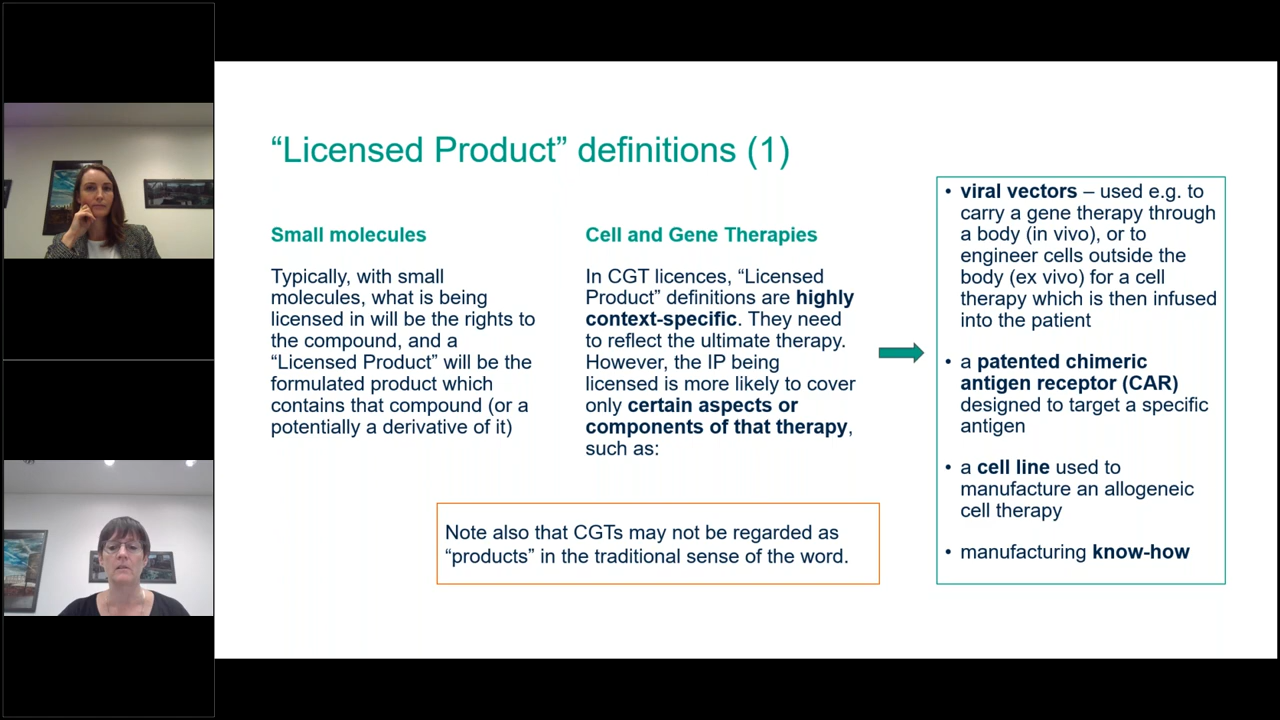 “Licensed Product” definitions (1)
Small molecules
Typically, with small
molecules, what is being
licensed in will be the rights to
the compound, and a
“Licensed Product” will be the
formulated product which
contains that compound (or a
potentially a derivative of it)
Cell and Gene Therapies
In CGT licences, “Licensed
Product” definitions are highly
context-specific. They need
to reflect the ultimate therapy.
However, the IP being
licensed is more likely to cover
only certain aspects or
components of that therapy,
such as:
• viral vectors – used e.g. to
carry a gene therapy through
a body (in vivo), or to
engineer cells outside the
body (ex vivo) for a cell
therapy which is then infused
into the patient
• a patented chimeric
antigen receptor (CAR)
designed to target a specific
antigen
• a cell line used to
manufacture an allogeneic
cell therapy
• manufacturing know-how
Note also that CGTs may not be regarded as
“products” in the traditional sense of the word.